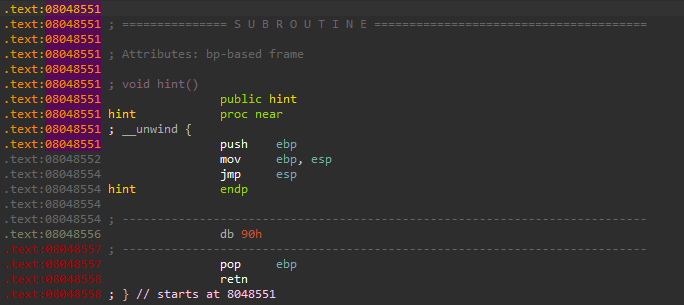 .text:08048551
.text:08048551 ; =============== S U B R O U T I N E =======================================
.text:08048551
.text:08048551 ; Attributes: bp-based frame
.text:08048551
.text:08048551 ; void hint()
.text:08048551 public hint
.text:08048551 hint proc near
.text:08048551 ; __unwind {
.text:08048551 push ebp
.text:08048552 mov ebp, esp
.text:08048554 jmp esp
.text:08048554 hint endp
.text:08048554
.text:08048554 ; ---------------------------------------------------------------------------
.text:08048556 db 90h
.text:08048557 ; ---------------------------------------------------------------------------
.text:08048557 pop ebp
.text:08048558 retn
.text:08048558 ; } // starts at 8048551